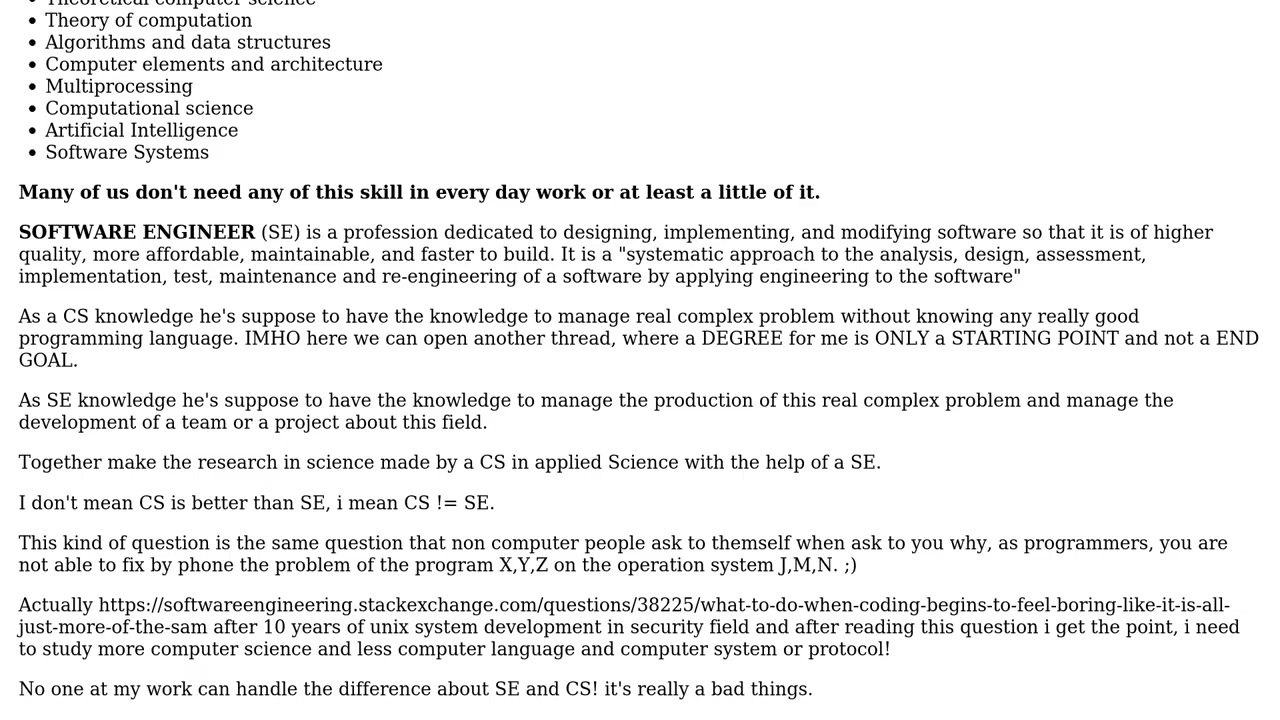 Theoretical computer science
Theory of computation
Algorithms and data structures
Computer elements and architecture
Multiprocessing
Computational science
Artificial Intelligence
Software Systems
Many of us don't need any of this skill in every day work or at least a little of it.
SOFTWARE ENGINEER (SE) is a profession dedicated to designing, implementing, and modifying software so that it is of higher
quality, more affordable, maintainable, and faster to build. It is a "systematic approach to the analysis, design, assessment,
implementation, test, maintenance and re-engineering of a software by applying engineering to the software"
As a CS knowledge he's suppose to have the knowledge to manage real complex problem without knowing any really good
programming language. IMHO here we can open another thread, where a DEGREE for me is ONLY a STARTING POINT and not a END
GOAL.
As SE knowledge he's suppose to have the knowledge to manage the production of this real complex problem and manage the
development of a team or a project about this field.
Together make the research in science made by a CS in applied Science with the help of a SE.
I don't mean CS is better than SE, i mean CS != SE.
This kind of question is the same question that non computer people ask to themself when ask to you why, as programmers, you are
not able to fix by phone the problem of the program X,Y,Z on the operation system J,M,N. ;)
Actually https://softwareengineering.stackexchange.com/questions/38225/what-to-do-when-coding-begins-to-feel-boring-like-it-is-all-
just-more-of-the-sam after 10 years of unix system development in security field and after reading this question i get the point, i need
to study more computer science and less computer language and computer system or protocol!
No one at my work can handle the difference about SE and CS! it's really a bad things.